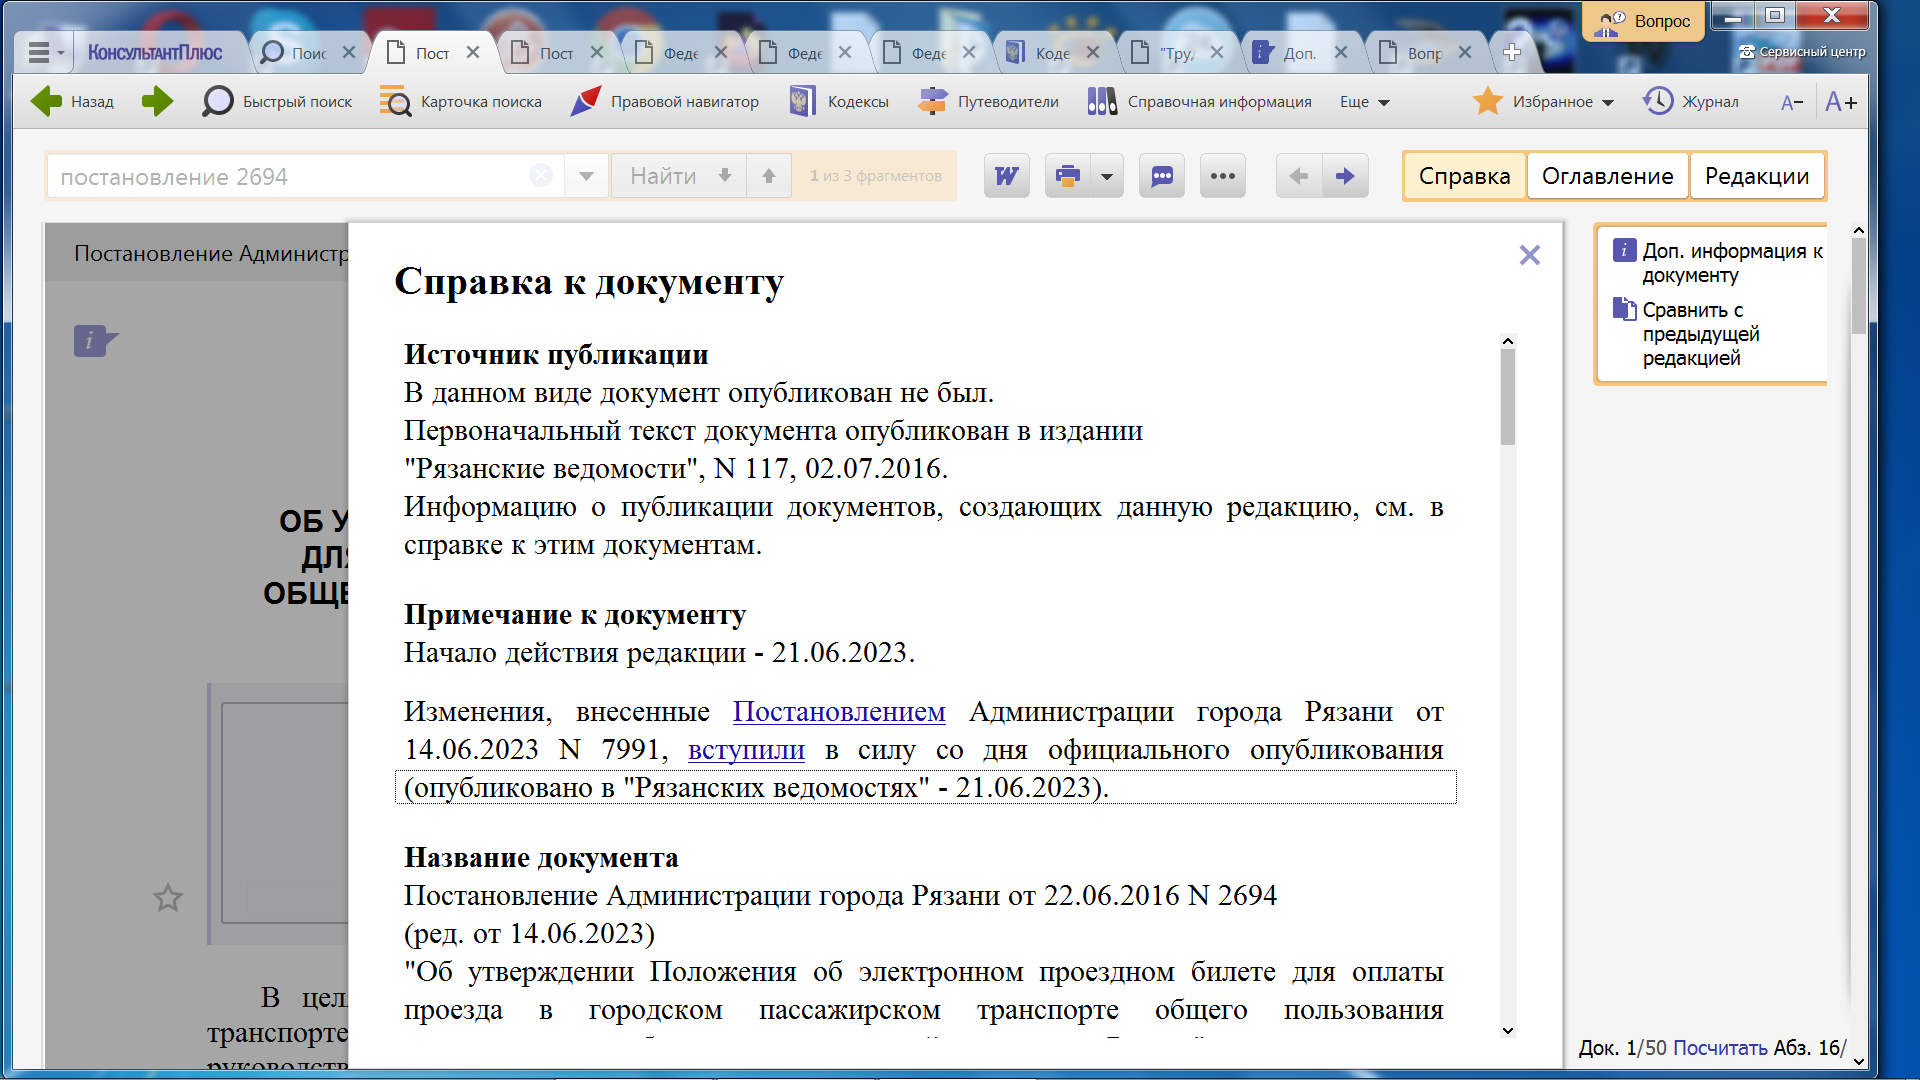 Вопрос
КонсультантПлюс
Поис
Пост
Пост
Феде
Феде
Феде
Коде
"Труд
Доп.
Вопр
Сервисный центр
Назад
Быстрый поиск
Карточка поиска
Правовой навигатор
Кодексы
Путеводители
Справочная информация
Еще
Избранное
Журнал
A−
A+
постановление 2694
Найти
1 из 3 фрагментов
W
Справка
Оглавление
Редакции
Постановление Администр
ОБ У
ДЛЯ
ОБЩЕ
В цел
транспорте
руководств
Справка к документу
Источник публикации
В данном виде документ опубликован не был.
Первоначальный текст документа опубликован в издании
"Рязанские ведомости", N 117, 02.07.2016.
Информацию о публикации документов, создающих данную редакцию, см. в
справке к этим документам.
Примечание к документу
Начало действия редакции - 21.06.2023.
Изменения, внесенные Постановлением Администрации города Рязани от
14.06.2023 N 7991, вступили в силу со дня официального опубликования
(опубликовано в "Рязанских ведомостях" - 21.06.2023).
Название документа
Постановление Администрации города Рязани от 22.06.2016 N 2694
(ред. от 14.06.2023)
"Об утверждении Положения об электронном проездном билете для оплаты
проезда в городском пассажирском транспорте общего пользования
Доп. информация к
документу
Сравнить с
предыдущей
редакцией
Док. 1/50 Посчитать Абз. 16/